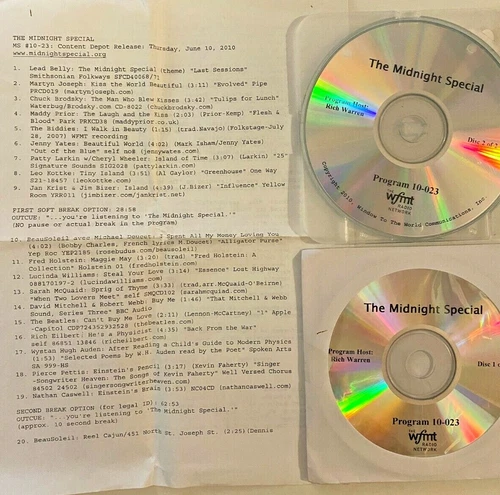 THE MIDNIGHT SPECIAL
MS #10-23: Content Depot Release: Thursday, June 10, 2010
www.midnightspecial.org
1. Lead Belly: The Midnight Special (theme) "Last Sessions"
Smithsonian Folkways SFCD40068/71
2. Martyn Joseph: Kiss the World Beautiful (3:11) "Evolved" Pipe
PRCD019 (martynjoseph.com)
3. Chuck Brodsky: The Man Who Blew Kisses (3:42) "Tulips for Lunch"
Waterbug/Brodsky.com CD-8022 (chuckbrodsky.com)
4. Maddy Prior: The Laugh and the Kiss (2:03) (Prior-Kemp) "Flesh &
Blood" Park PRKCD38 (maddyprior.co.uk)
5. The Biddies: I Walk in Beauty (1:15) (trad.Navajo) (Folkstage-July
28, 2007) WFMT recording
6. Jenny Yates: Beautiful World (4:02) (Mark Isham/Jenny Yates)
"Out of the Blue" self no# (jennyyates.com)
7. Patty Larkin w/Cheryl Wheeler: Island of Time (3:07) (Larkin) "25"
Signature Sounds SIG2028 (pattylarkin.com)
8. Leo Kottke: Tiny Island (3:51) (Al Gaylor) "Greenhouse" One Way
S21-18457 (leokottke.com)
9. Jan Krist & Jim Bizer: Island (4:39) (J.Bizer) "Influence" Yellow
Room YRR011 (jimbizer.com/jankrist.net)
FIRST SOFT BREAK OPTION: 28:58
OUTCUE: "...you're listening to 'The Midnight Special.'"
(NO pause or actual break in the program)
10. BeauSoleil avec Michael Doucet: I Spent All My Money Loving You
(4:02) (Bobby Charles, French lyrics M.Doucet) "Alligator Purse"
Yep Roc YEP2185 (rosebudus.com/beausoleil)
11. Fred Holstein: Maggie May (3:20) (trad) "Fred Holstein: A
Collection" Holstein 01 (fredholstein.com)
12. Lucinda Williams: Steal Your Love (3:14) "Essence" Lost Highway
088170197-2 (lucindawilliams.com)
13. Sarah McQuaid: Sprig of Thyme (3:33) (trad.arr.McQuaid-O'Beirne)
"When Two Lovers Meet" self SMQCD102 (sarahmcquaid.com)
14. David Mitchell & Robert Webb: Buy Me (1:46) "That Mitchell & Webb
Sound, Series Three" BBC Audio
15. The Beatles: Can't Buy Me Love (2:11) (Lennon-McCartney) "1" Apple
-Capitol CDP724352932528 (thebeatles.com)
16. Rich Eilbert: He's a Physicist (4:35) "Back From the War"
self 86851 13846 (richeilbert.com)
17. Wystan Hugh Auden: After Reading a Child's Guide to Modern Physics
(1:53) "Selected Poems by W.H. Auden read by the Poet" Spoken Arts
SA 999-HS
18. Pierce Pettis: Einstein's Pencil (3:17) (Kevin Faherty) "Singer
-Songwriter Heaven: The Songs of Kevin Faherty" Well Versed Chorus
84502 24502 (singersongwriterheaven.com)
19. Nathan Caswell: Einstein's Brain (3:53) NC04CD (nathancaswell.com)
SECOND BREAK OPTION (for legal ID): 62:53
OUTCUE: "...you're listening to 'The Midnight Special.'"
(approx. 10 second break)
20. BeauSoleil: Reel Cajun/451 North St. Joseph St. (2:25) (Dennis
The Midnight Special
Program Host:
Rich Warren
Disc 2 of 2
Program 10-023
wfmt
RADIO
NETWORK
Copyright 2010, Window To The World Communications, Inc
The Midnight Special
Program Host:
Rich Warren
Disc 1
Program 10-023
THE
wfmt
RADIO
NETWORK